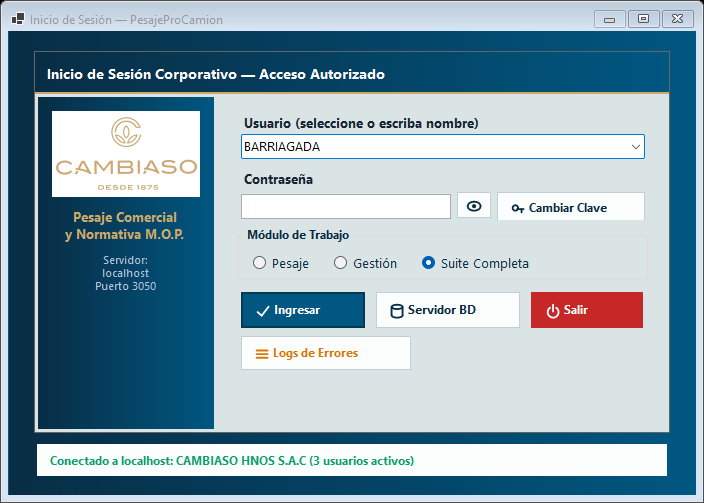 Inicio de Sesión — PesajeProCamion
Inicio de Sesión Corporativo — Acceso Autorizado
CAMBIASO
DESDE 1875
Pesaje Comercial
y Normativa M.O.P.
Servidor:
localhost
Puerto 3050
Usuario (seleccione o escriba nombre)
BARRIAGADA
Contraseña
Cambiar Clave
Módulo de Trabajo
Pesaje Gestión Suite Completa
Ingresar Servidor BD Salir
Logs de Errores
Conectado a localhost: CAMBIASO HNOS S.A.C (3 usuarios activos)